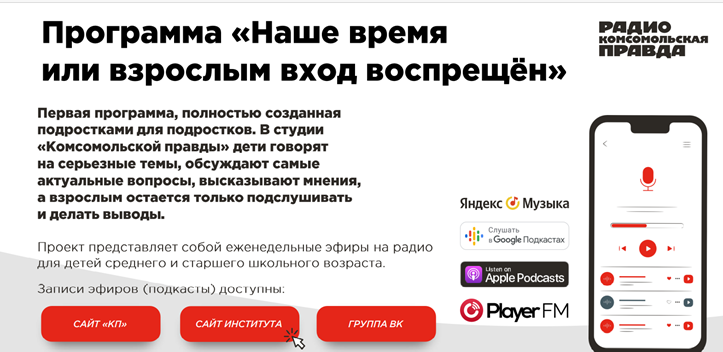 Программа «Наше время
или взрослым вход воспрещён»
РАДИО
КОМСОМОЛЬСКАЯ
ПРАВДА
Первая программа, полностью созданная
подростками для подростков. В студии
«Комсомольской правды» дети говорят
на серьезные темы, обсуждают самые
актуальные вопросы, высказывают мнения,
а взрослым остается только подслушивать
и делать выводы.
Яндекс Музыка
Слушать
в Google Подкастах
Listen on
Apple Podcasts
Player FM
Проект представляет собой еженедельные эфиры на радио
для детей среднего и старшего школьного возраста.
Записи эфиров (подкасты) доступны:
САЙТ «КП»
САЙТ ИНСТИТУТА
ГРУППА ВК